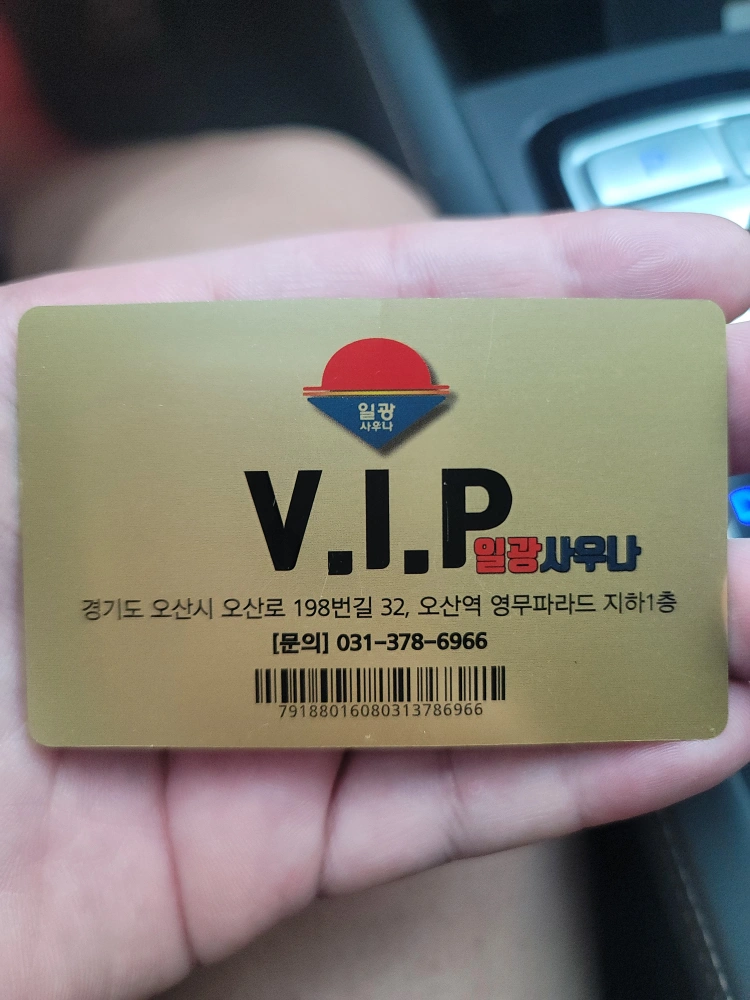 일광
사우나
V.I.P 일광사우나
경기도 오산시 오산로 198번길 32, 오산역 영무파라드 지하1층
[문의] 031-378-6966
79188016080313786966